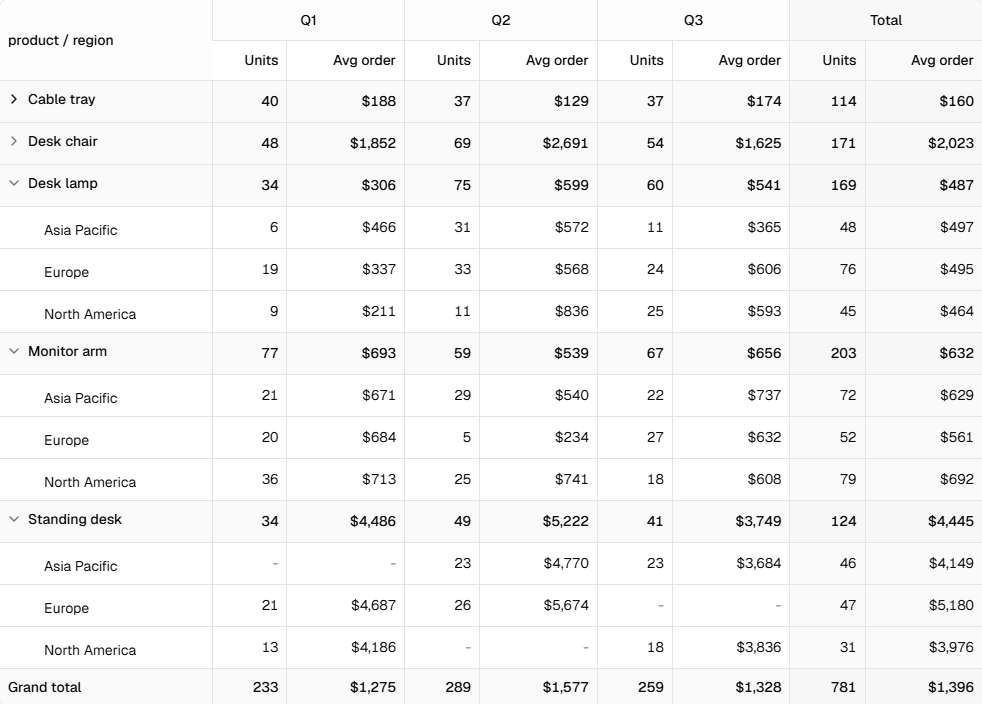 product / region Q1 Q2 Q3 Total
Units Avg order Units Avg order Units Avg order Units Avg order
Cable tray 40 $188 37 $129 37 $174 114 $160
Desk chair 48 $1,852 69 $2,691 54 $1,625 171 $2,023
Desk lamp 34 $306 75 $599 60 $541 169 $487
Asia Pacific 6 $466 31 $572 11 $365 48 $497
Europe 19 $337 33 $568 24 $606 76 $495
North America 9 $211 11 $836 25 $593 45 $464
Monitor arm 77 $693 59 $539 67 $656 203 $632
Asia Pacific 21 $671 29 $540 22 $737 72 $629
Europe 20 $684 5 $234 27 $632 52 $561
North America 36 $713 25 $741 18 $608 79 $692
Standing desk 34 $4,486 49 $5,222 41 $3,749 124 $4,445
Asia Pacific - - 23 $4,770 23 $3,684 46 $4,149
Europe 21 $4,687 26 $5,674 - - 47 $5,180
North America 13 $4,186 - - 18 $3,836 31 $3,976
Grand total 233 $1,275 289 $1,577 259 $1,328 781 $1,396